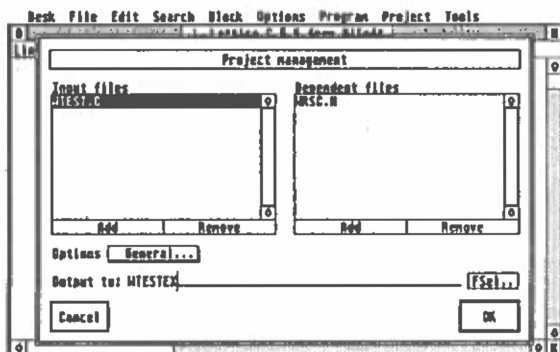 Desk File Edit Search Block Options Program Project Tools
Project management
Input files
WTEST.C
Add Remove
Dependent files
WRSC.H
Add Remove
Options General...
Output to: WTESTEX
FSel..
Cancel
OK